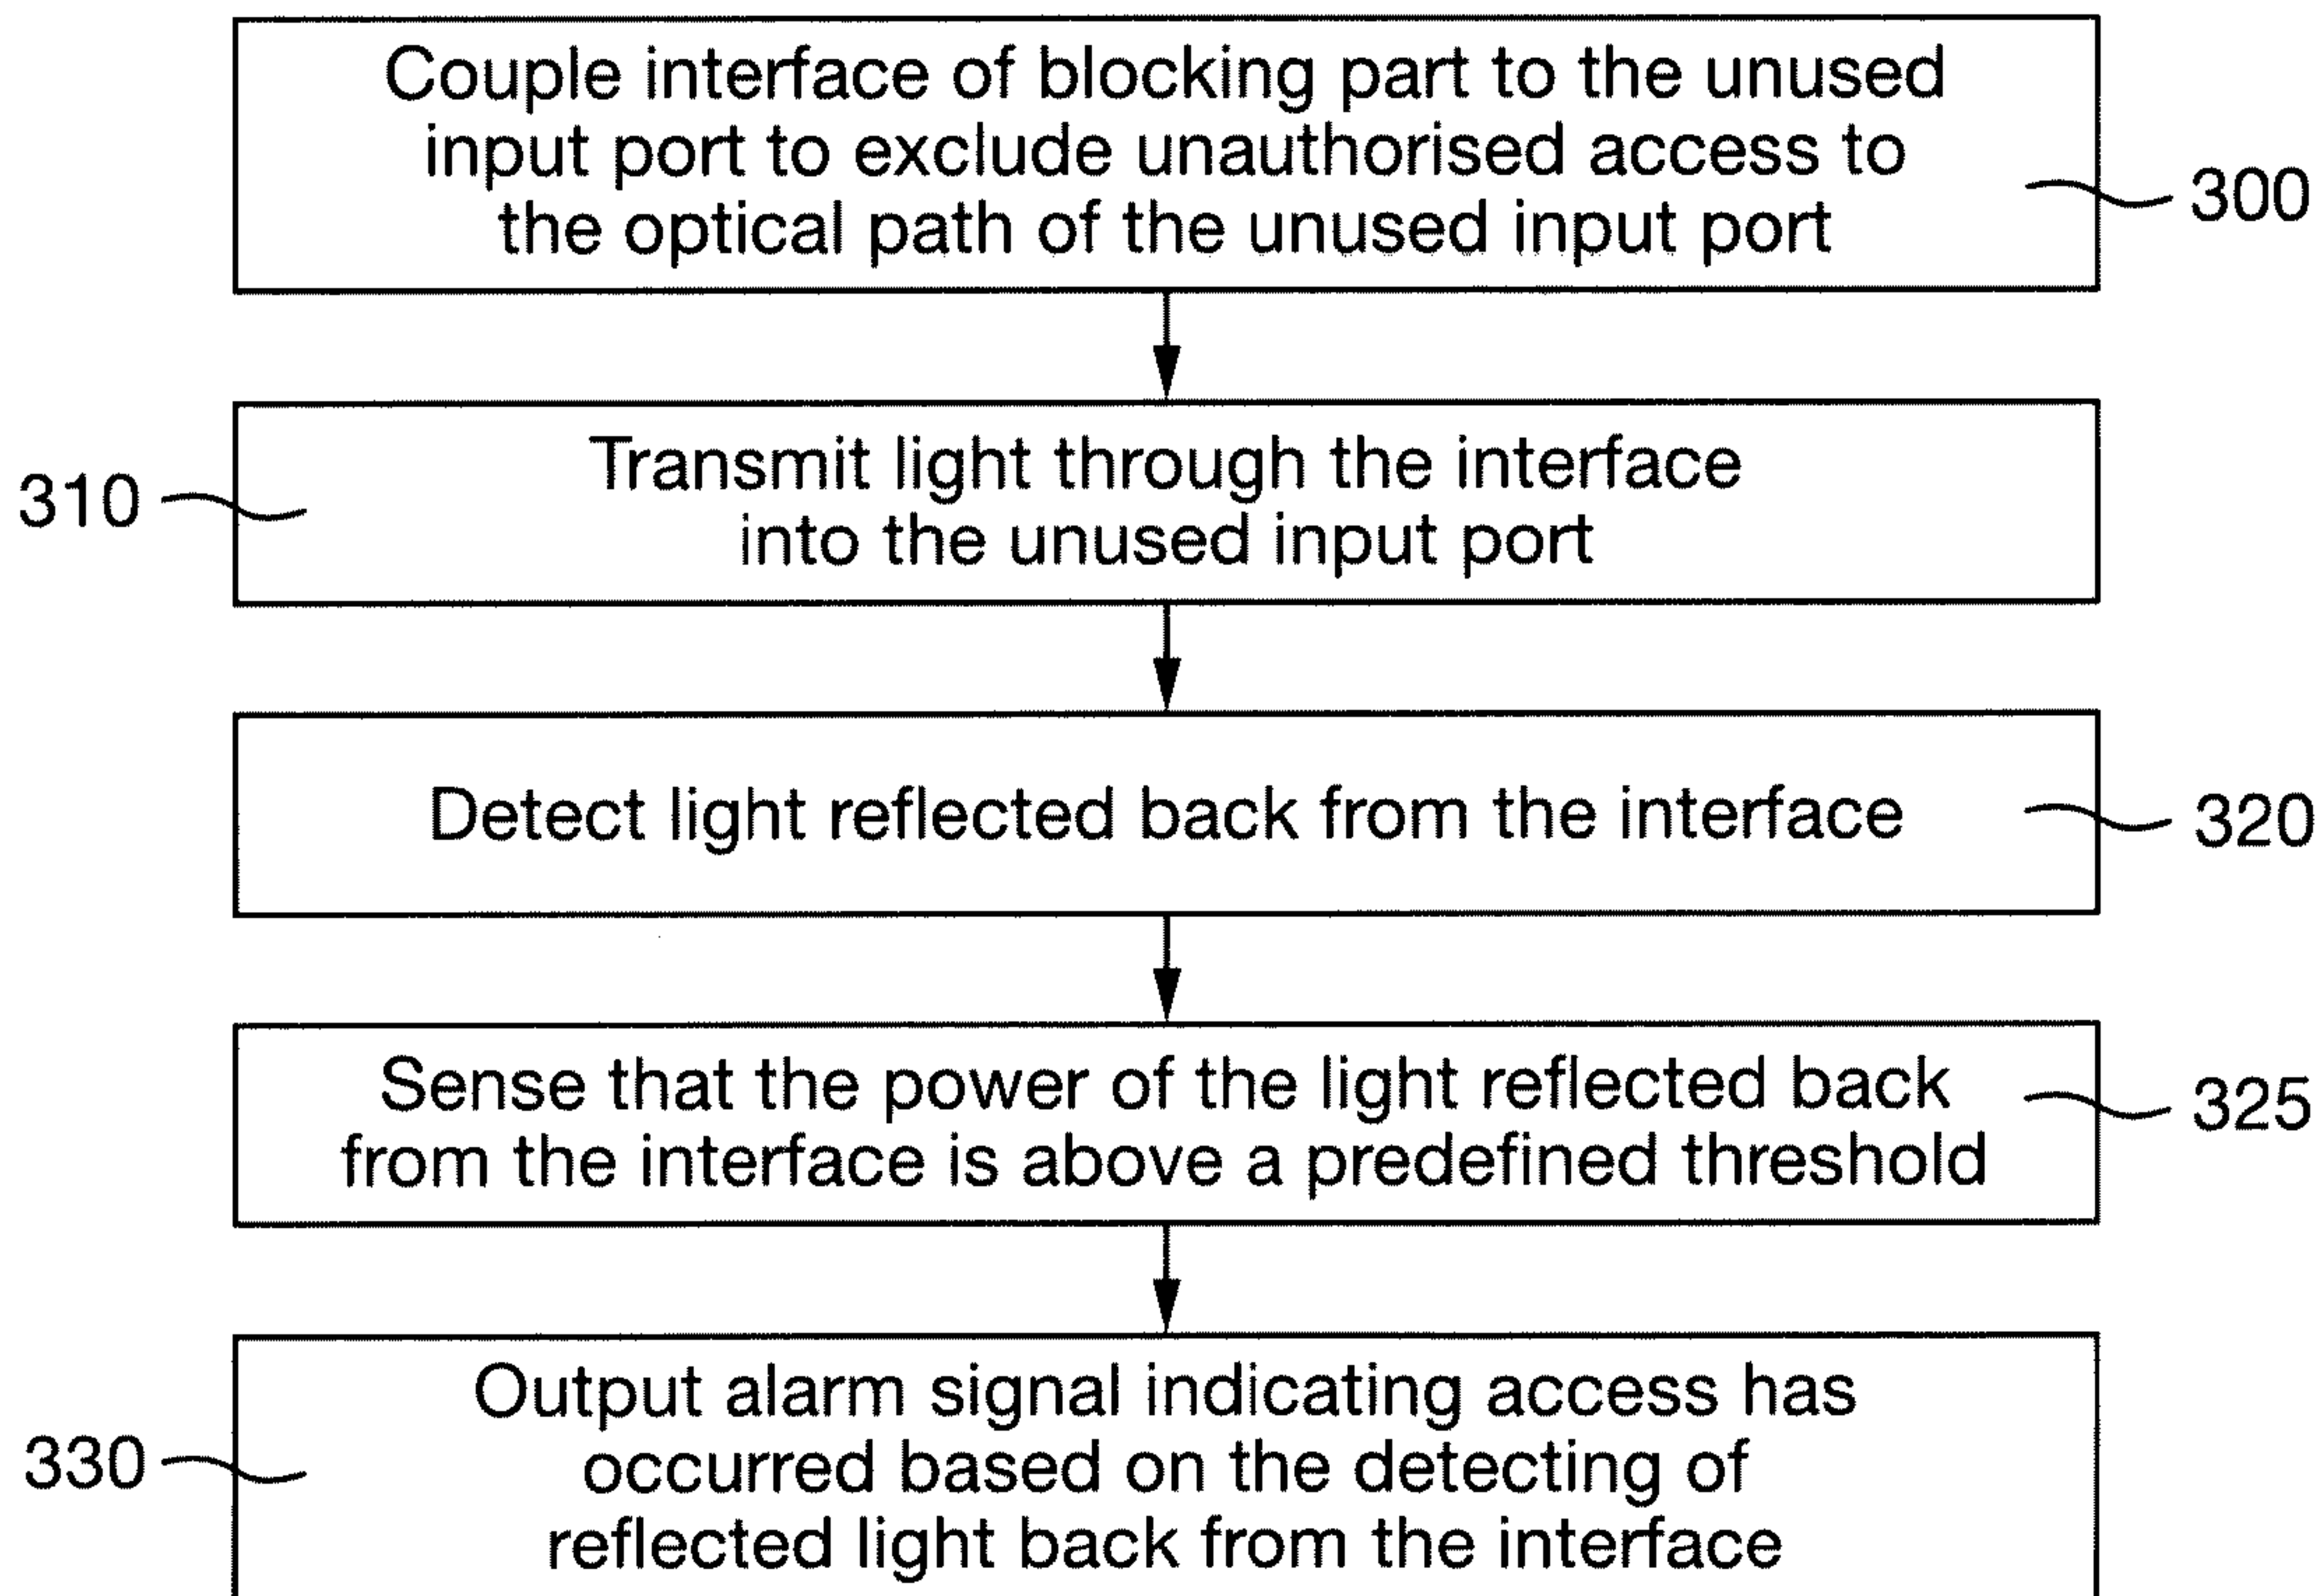 Couple interface of blocking part to the unused
input port to exclude unauthorised access to
the optical path of the unused input port
300
Transmit light through the interface
into the unused input port
310
Detect light reflected back from the interface
320
Sense that the power of the light reflected back
from the interface is above a predefined threshold
325
Output alarm signal indicating access has
occurred based on the detecting of
reflected light back from the interface
330